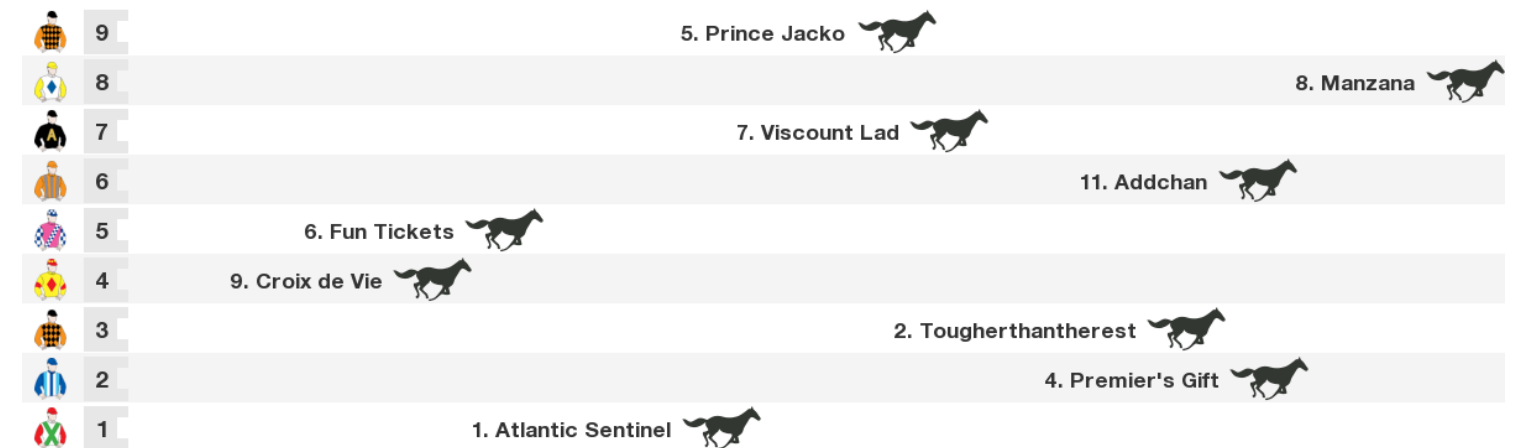 9 5. Prince Jacko
8 8. Manzana
A 7 7. Viscount Lad
6 11. Addchan
5 6. Fun Tickets
4 9. Croix de Vie
3 2. Tougherthantherest
2 4. Premier's Gift
1 1. Atlantic Sentinel